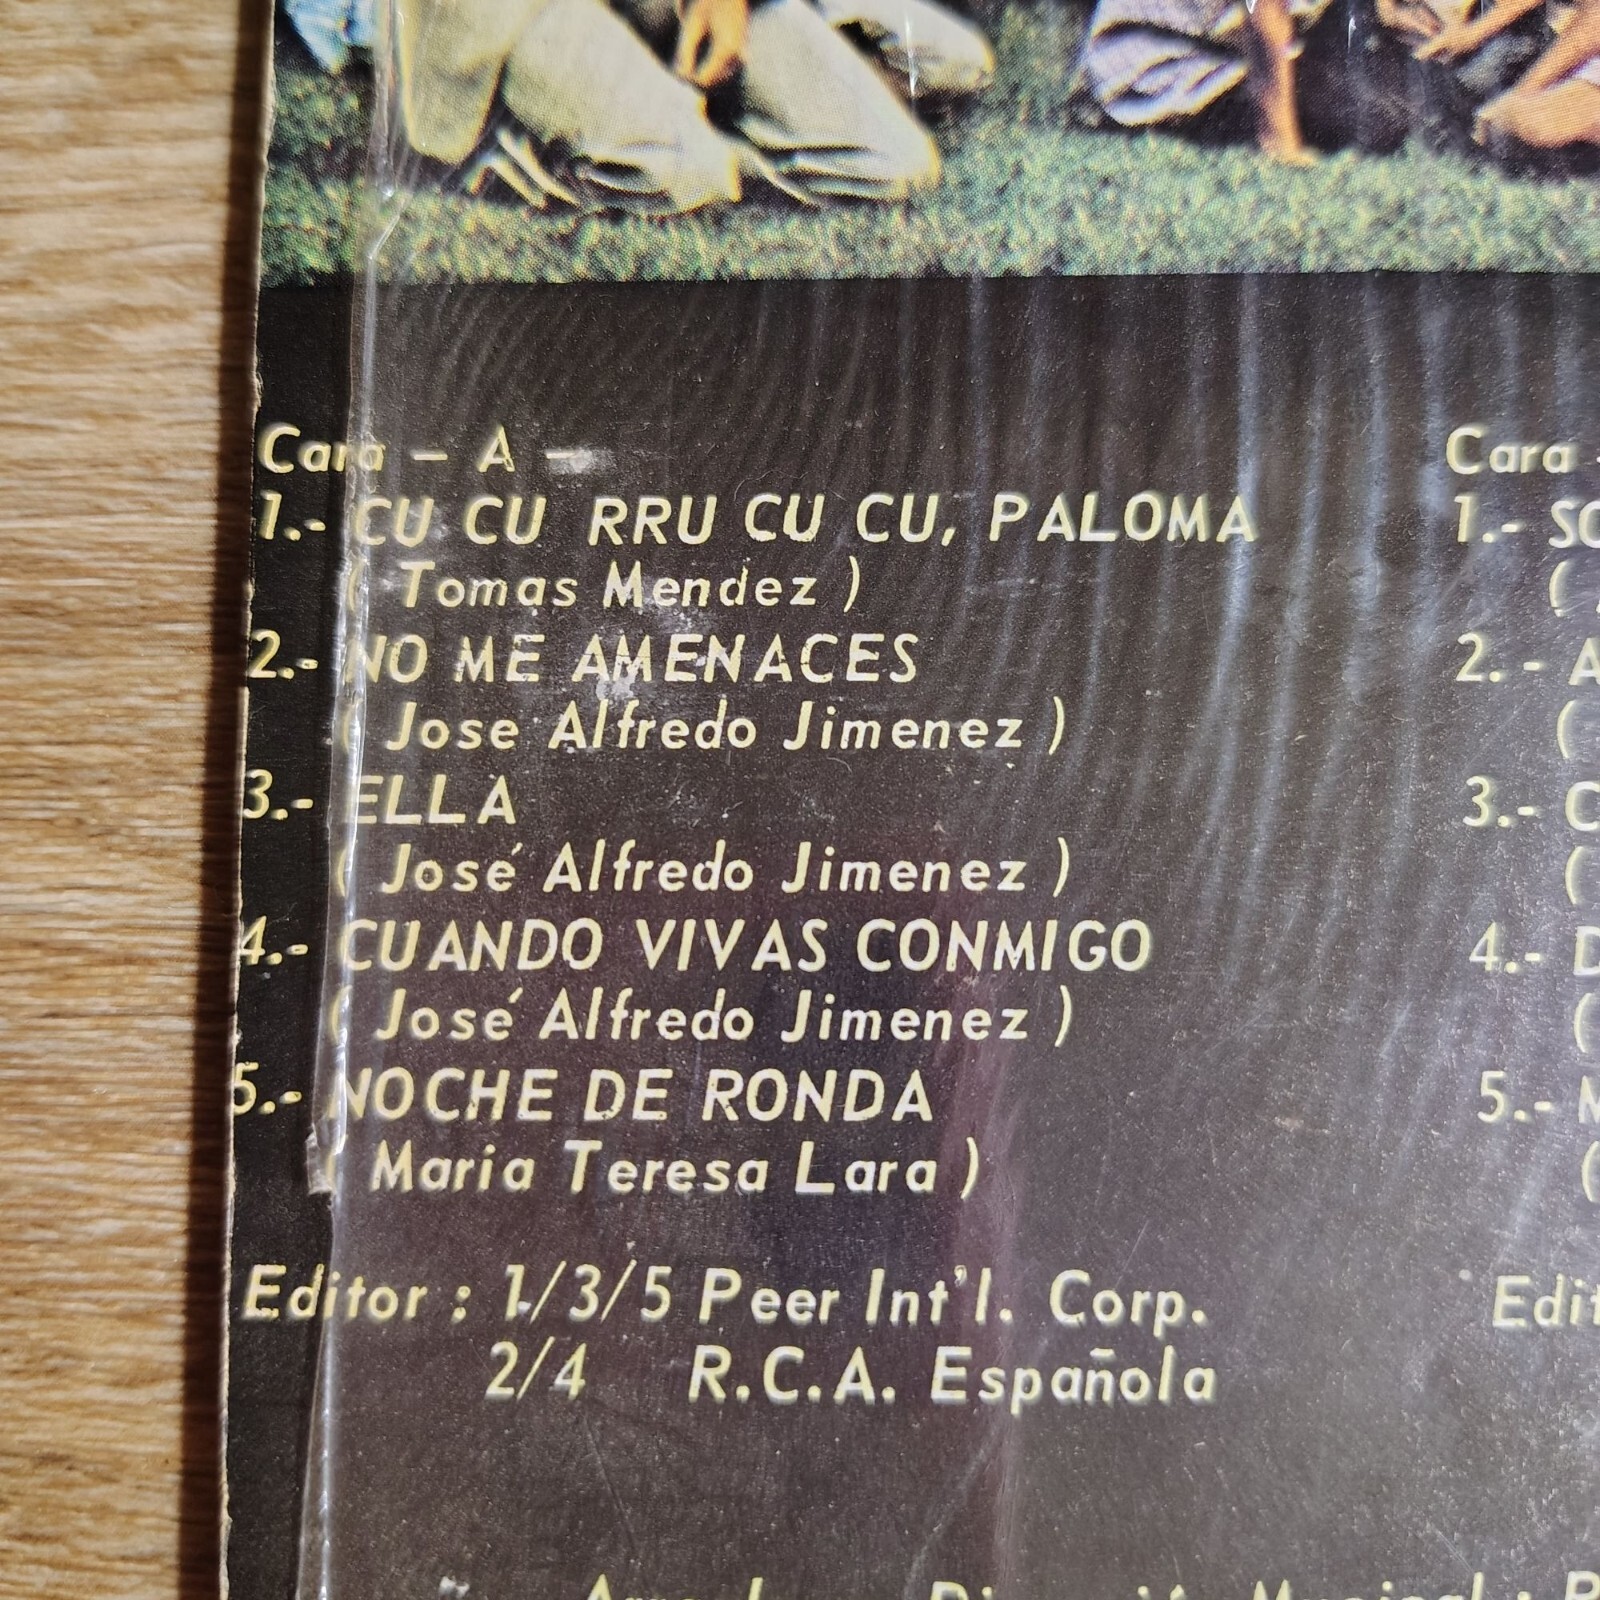 Cara - A -
1.- CU CU RRU CU CU, PALOMA
( Tomas Mendez )
2.- NO ME AMENACES
( Jose Alfredo Jimenez )
3.- ELLA
( José Alfredo Jimenez )
4.- CUANDO VIVAS CONMIGO
( José Alfredo Jimenez )
5.- NOCHE DE RONDA
( Maria Teresa Lara )
Editor : 1/3/5 Peer Int'l. Corp.
2/4 R.C.A. Española
Cara
1.-
2.-
3.-
4.-
5.-
Dirección Musical :